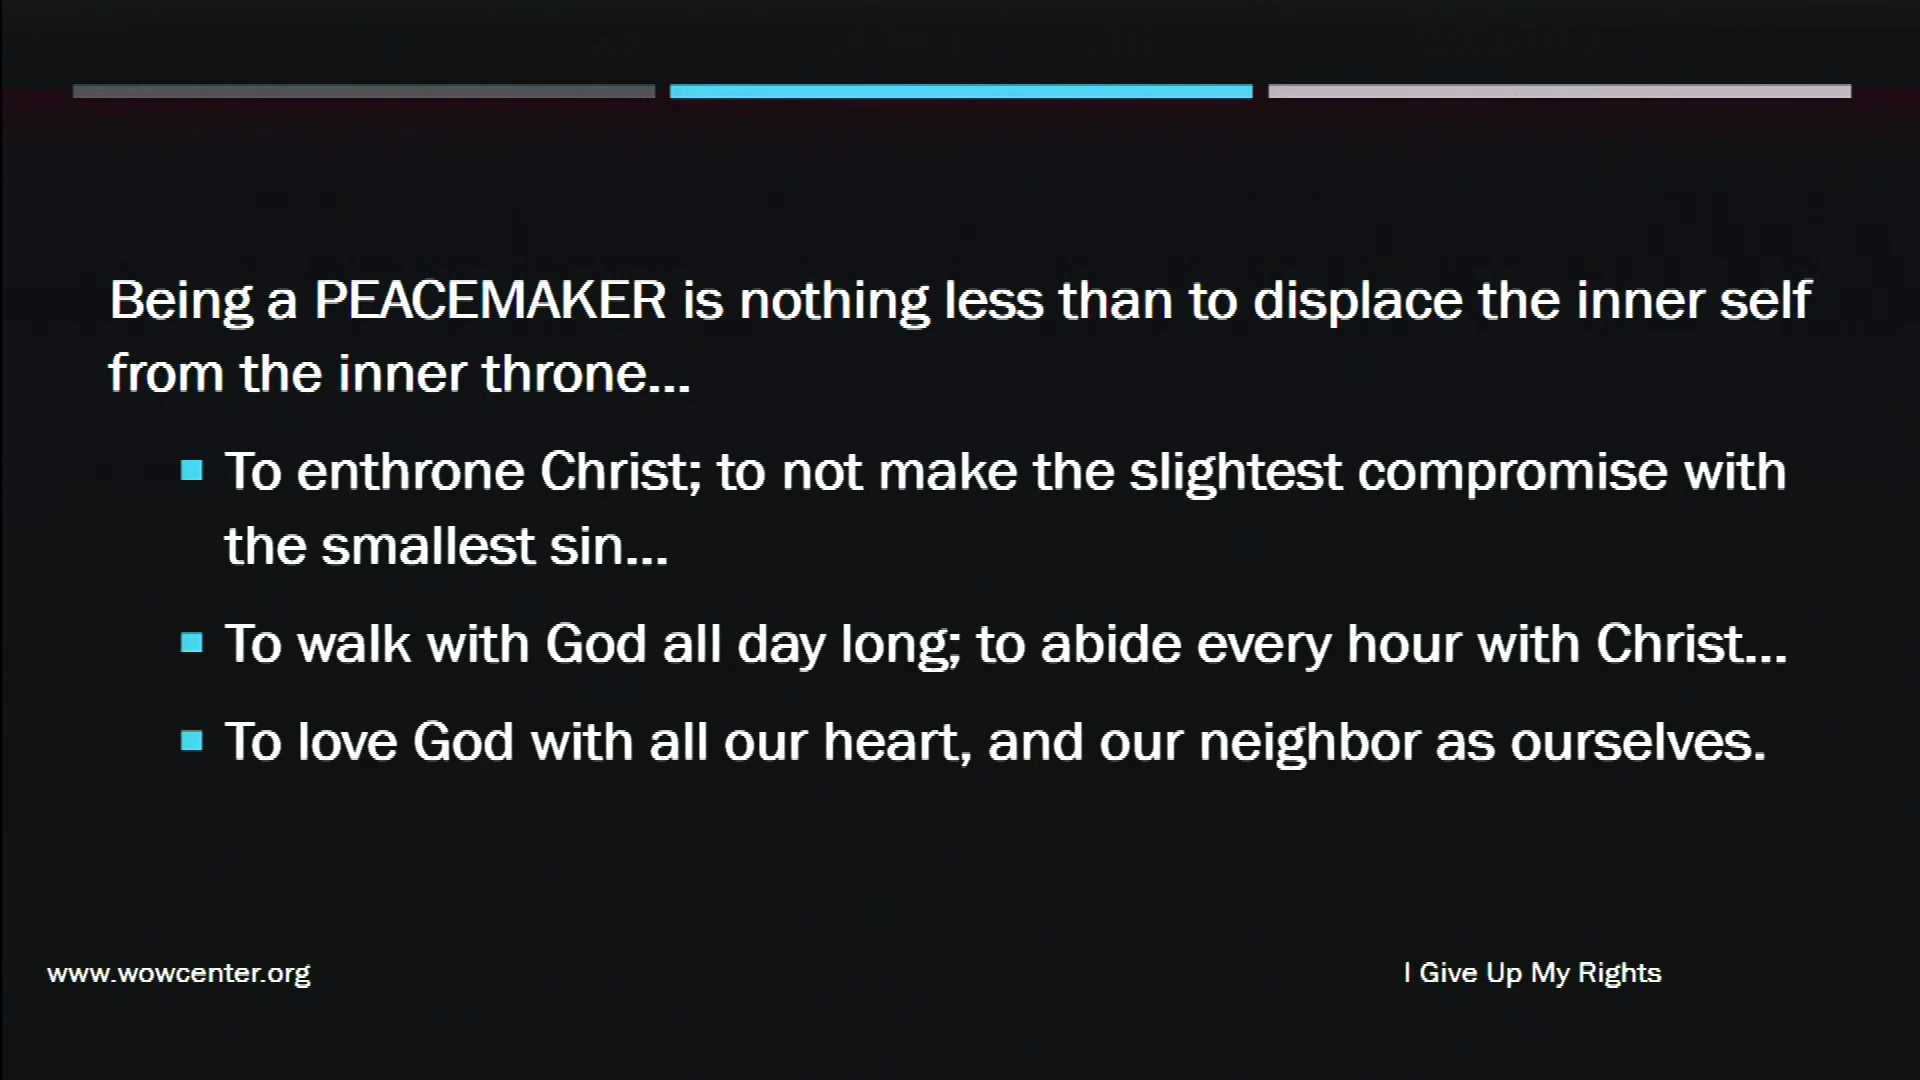 Being a PEACEMAKER is nothing less than to displace the inner self
from the inner throne...
To enthrone Christ; to not make the slightest compromise with
the smallest sin...
To walk with God all day long; to abide every hour with Christ...
To love God with all our heart, and our neighbor as ourselves.
www.wowcenter.org
I Give Up My Rights